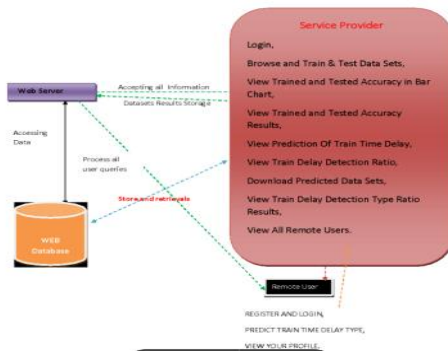 Service Provider
Login,
Browse and Train & Test Data Sets,
View Trained and Tested Accuracy in Bar
Chart,
View Trained and Tested Accuracy
Results,
View Prediction Of Train Time Delay,
View Train Delay Detection Ratio,
Download Predicted Data Sets,
View Train Delay Detection Type Ratio
Results,
View All Remote Users.
Web Server
Accepting all Information
Datasets Results Storage
Accessing
Data
Process all
user queries
Store and retrievals
WEB
Database
Remote User
REGISTER AND LOGIN,
PREDICT TRAIN TIME DELAY TYPE,
VIEW YOUR PROFILE.